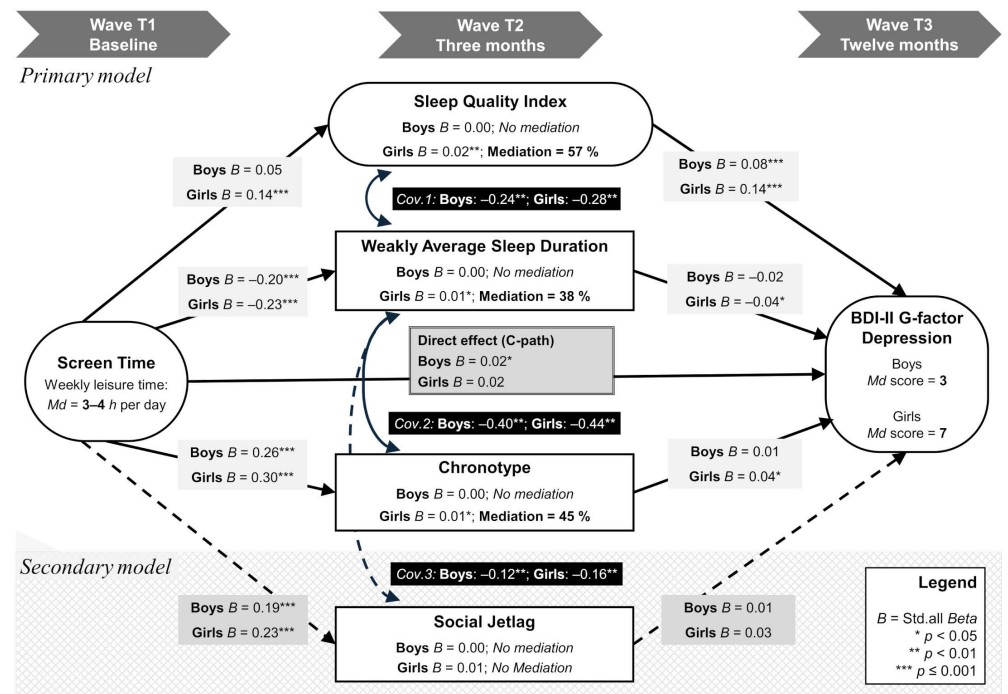 Wave T1
Baseline
Wave T2
Three months
Wave T3
Twelve months
Primary model
Sleep Quality Index
Boys B = 0.00; No mediation
Girls B = 0.02**; Mediation = 57 %
Boys B = 0.05
Girls B = 0.14***
Boys B = 0.08***
Girls B = 0.14***
Cov.1: Boys: –0.24**; Girls: –0.28**
Weakly Average Sleep Duration
Boys B = 0.00; No mediation
Girls B = 0.01*; Mediation = 38 %
Boys B = –0.20***
Girls B = –0.23***
Boys B = –0.02
Girls B = –0.04*
Screen Time
Weekly leisure time:
Md = 3–4 h per day
Direct effect (C-path)
Boys B = 0.02*
Girls B = 0.02
BDI-II G-factor
Depression
Boys
Md score = 3
Girls
Md score = 7
Cov.2: Boys: –0.40**; Girls: –0.44**
Boys B = 0.26***
Girls B = 0.30***
Chronotype
Boys B = 0.00; No mediation
Girls B = 0.01*; Mediation = 45 %
Boys B = 0.01
Girls B = 0.04*
Secondary model
Cov.3: Boys: –0.12**; Girls: –0.16**
Boys B = 0.19***
Girls B = 0.23***
Social Jetlag
Boys B = 0.00; No mediation
Girls B = 0.01; No Mediation
Boys B = 0.01
Girls B = 0.03
Legend
B = Std.all Beta
* p < 0.05
** p < 0.01
*** p ≤ 0.001